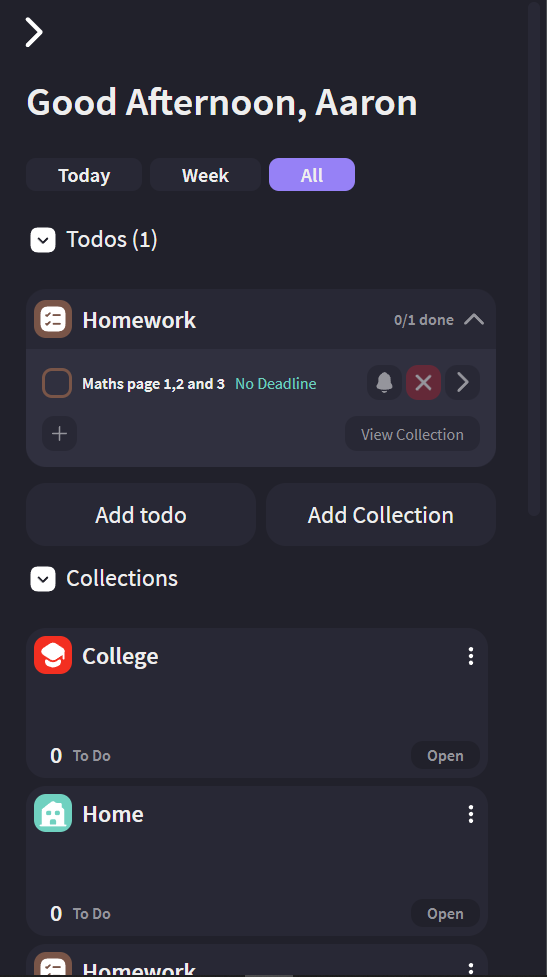 Good Afternoon, Aaron
Today Week All
Todos (1)
Homework 0/1 done
Maths page 1,2 and 3 No Deadline
View Collection
Add todo Add Collection
Collections
College
0 To Do Open
Home
0 To Do Open
Homework